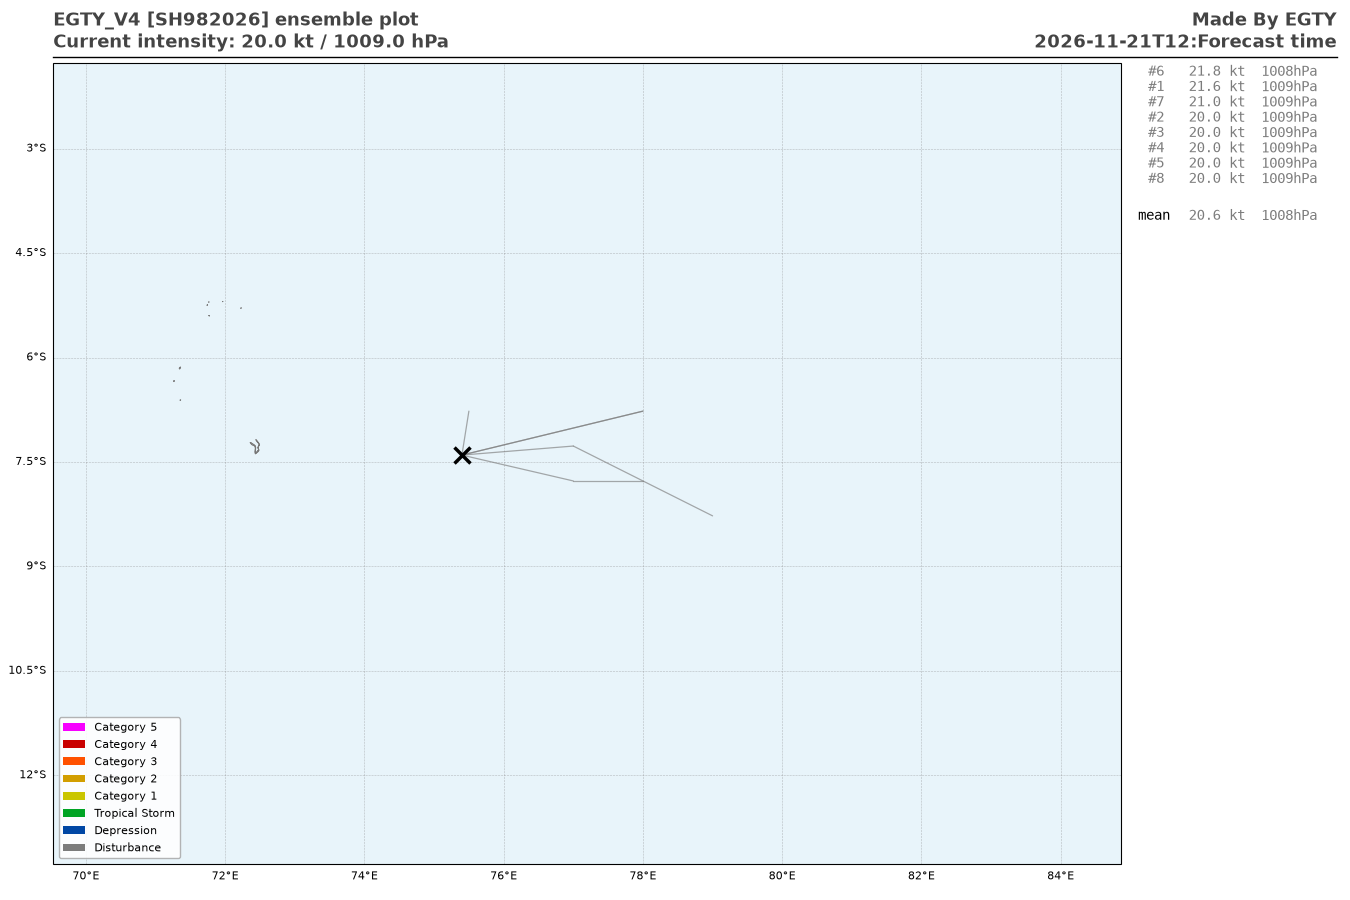 EGTY_V4 [SH982026] ensemble plot
Current intensity: 20.0 kt / 1009.0 hPa
Made By EGTY
2026-11-21T12:Forecast time
#6 21.8 kt 1008hPa
#1 21.6 kt 1009hPa
#7 21.0 kt 1009hPa
#2 20.0 kt 1009hPa
#3 20.0 kt 1009hPa
#4 20.0 kt 1009hPa
#5 20.0 kt 1009hPa
#8 20.0 kt 1009hPa
mean 20.6 kt 1008hPa
3°S
4.5°S
6°S
7.5°S
9°S
10.5°S
12°S
Category 5
Category 4
Category 3
Category 2
Category 1
Tropical Storm
Depression
Disturbance
70°E 72°E 74°E 76°E 78°E 80°E 82°E 84°E